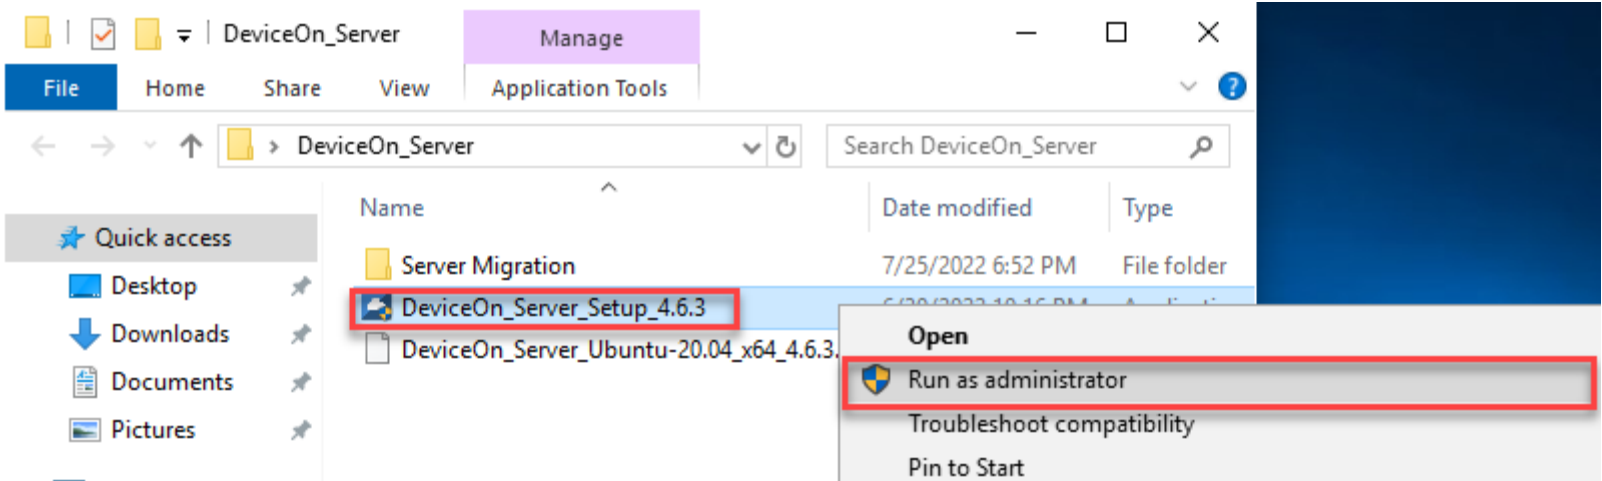 DeviceOn_Server
Manage
File Home Share View Application Tools
DeviceOn_Server
Search DeviceOn_Server
Name Date modified Type
Quick access
Server Migration 7/25/2022 6:52 PM File folder
Desktop
DeviceOn_Server_Setup_4.6.3
Open
Downloads
DeviceOn_Server_Ubuntu-20.04_x64_4.6.3.
Documents
Run as administrator
Pictures
Troubleshoot compatibility
Pin to Start